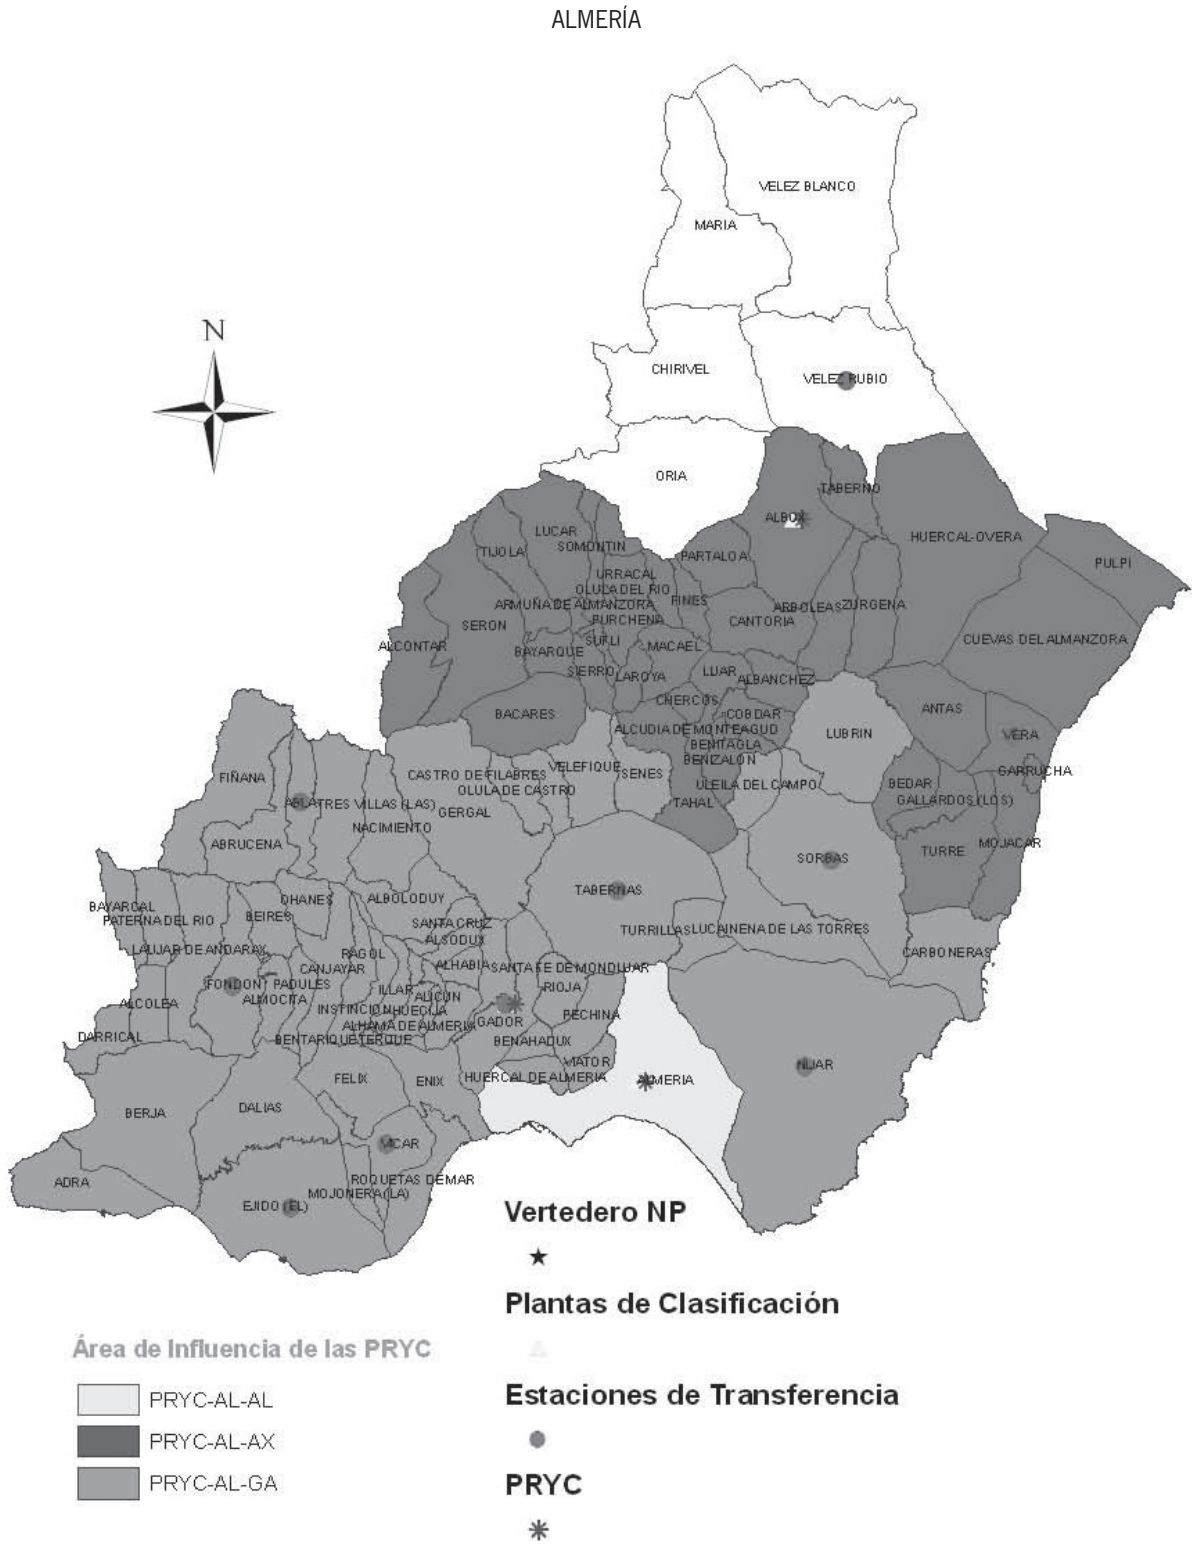 ALMERÍA
VELEZ BLANCO
MARIA
N
CHIRIVEL
VELEZ RUBIO
ORIA
TABERNO
ALBOX
LUCAR
HUERCAL-OVERA
SOMONTIN
TIJOLA
PARTALOA
PULPI
URRACAL
OLULA DEL RIO
FINES
ARMUÑA DE ALMANZORA
ARBOLEAS
ZURGENA
PURCHENA
CANTORIA
SERON
SUFLI
CUEVAS DEL ALMANZORA
ALCONTAR
MACAEL
BAYARQUE
SIERRO
LAROYA
LIJAR
ALBANCHEZ
CHERCOS
BACARES
COBDAR
ANTAS
ALCUDIA DE MONTEAGUD
LUBRIN
VERA
BENITAGLA
BENIZALON
VELEFIQUE
SENES
GARRUCHA
FIÑANA
CASTRO DE FILABRES
OLULA DE CASTRO
ULEILA DEL CAMPO
BEDAR
GALLARDOS (LOS)
ABLA
TRES VILLAS (LAS)
GERGAL
TAHAL
NACIMIENTO
ABRUCENA
MOJACAR
TURRE
SORBAS
TABERNAS
BAYARCAL
PATERNA DEL RIO
OHANES
ALBOLODUY
BEIRES
SANTA CRUZ
TURRILLAS
LUCAINENA DE LAS TORRES
ALSODUX
LAUJAR DE ANDARAX
RAGOL
CARBONERAS
CANJAYAR
ALHABIA
SANTA FE DE MONDUJAR
FONDON
PADULES
RIOJA
ILLAR
ALICUN
ALCOLEA
ALMOCITA
INSTINCION
HUECIJA
PECHINA
ALHAMA DE ALMERIA
GADOR
DARRICAL
BENTARIQUE
TERQUE
BENAHADUX
VIATOR
NIJAR
FELIX
ENIX
HUERCAL DE ALMERIA
ALMERIA
BERJA
DALIAS
VICAR
ADRA
ROQUETAS DE MAR
MOJONERA (LA)
EJIDO (EL)
Vertedero NP
Plantas de Clasificación
Estaciones de Transferencia
PRYC
Área de Influencia de las PRYC
PRYC-AL-AL
PRYC-AL-AX
PRYC-AL-GA